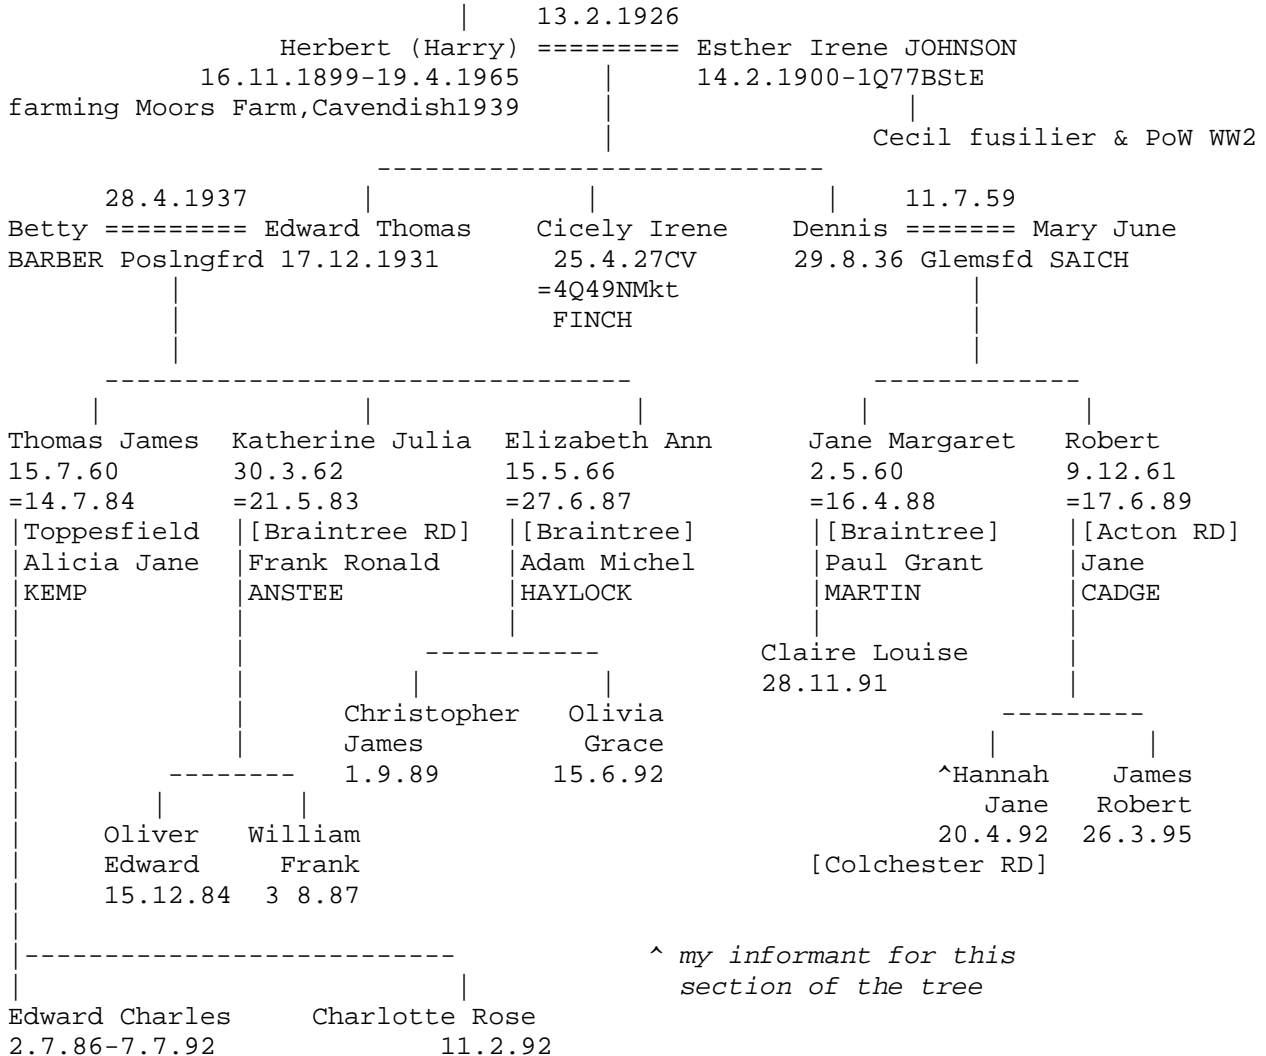 13.2.1926
Herbert (Harry) ========= Esther Irene JOHNSON
16.11.1899-19.4.1965 14.2.1900-1Q77BStE
farming Moors Farm,Cavendish1939
Cecil fusilier & PoW WW2
28.4.1937 11.7.59
Betty ========= Edward Thomas Cicely Irene Dennis ======= Mary June
BARBER Poslngfrd 17.12.1931 25.4.27CV 29.8.36 Glemsfd SAICH
=4Q49NMkt
FINCH
Thomas James Katherine Julia Elizabeth Ann Jane Margaret Robert
15.7.60 30.3.62 15.5.66 2.5.60 9.12.61
=14.7.84 =21.5.83 =27.6.87 =16.4.88 =17.6.89
Toppesfield [Braintree RD] [Braintree] [Braintree] [Acton RD]
Alicia Jane Frank Ronald Adam Michel Paul Grant Jane
KEMP ANSTEE HAYLOCK MARTIN CADGE
Claire Louise
28.11.91
Christopher Olivia
James Grace
1.9.89 15.6.92 ^Hannah James
Jane Robert
Oliver William 20.4.92 26.3.95
Edward Frank [Colchester RD]
15.12.84 3 8.87
^ my informant for this
section of the tree
Edward Charles Charlotte Rose
2.7.86-7.7.92 11.2.92